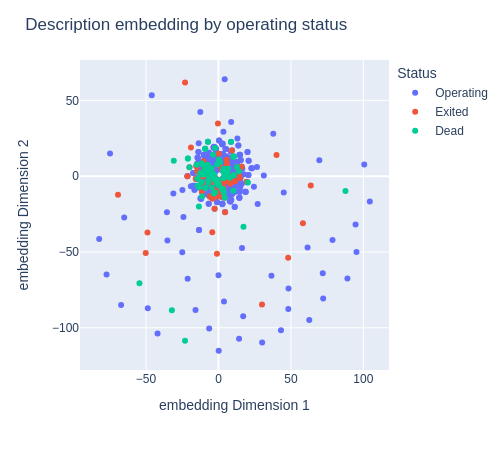 Description embedding by operating status
Status
Operating
Exited
Dead
embedding Dimension 2
50
0
−50
−100
−50
0
50
100
embedding Dimension 1